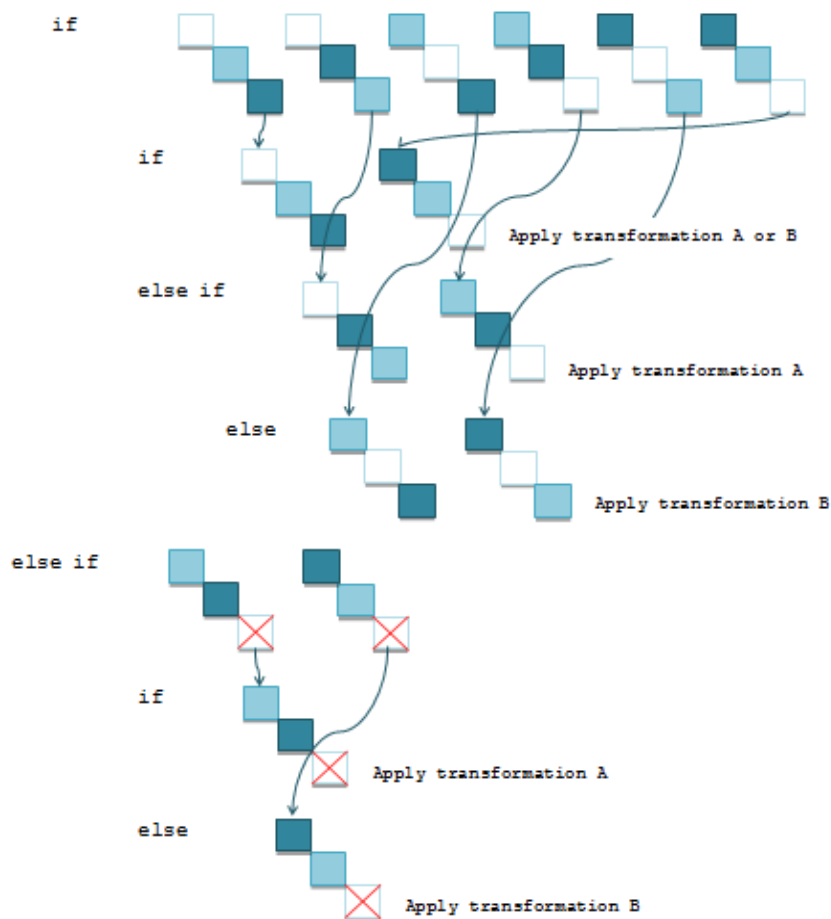 if
if
Apply transformation A or B
else if
Apply transformation A
else
Apply transformation B
else if
if
Apply transformation A
else
Apply transformation B